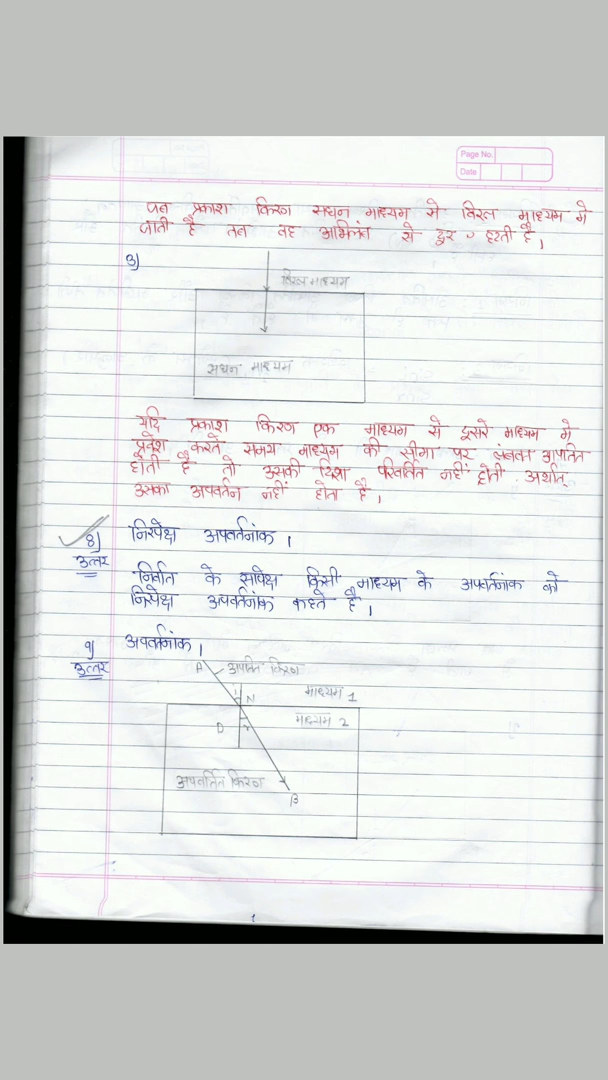 Page No.
Date
जब प्रकाश किरण सघन माध्यम से विरल माध्यम मे
जाती है तब वह अभिलंब से दुर हटती है।
३)
विरल माध्यम
सघन माध्यम
यदि प्रकाश किरण एक माध्यम से दुसरे माध्यम मे
प्रवेश करते समय माध्यम की सीमा पर लंबवत आपतित
होती है तो उसकी दिशा परिवर्तित नहीं होती. अर्थात्
उसका अपवर्तन नहीं होता है।
४) निरपेक्ष अपवर्तनांक।
उत्तर
निर्वात के सापेक्ष किसी माध्यम के अपवर्तनांक को
निरपेक्ष अपवर्तनांक कहते है।
५) अपवर्तनांक।
उत्तर
A आपतित किरण
माध्यम 1
i N
माध्यम 2
D r
अपवर्तित किरण
B